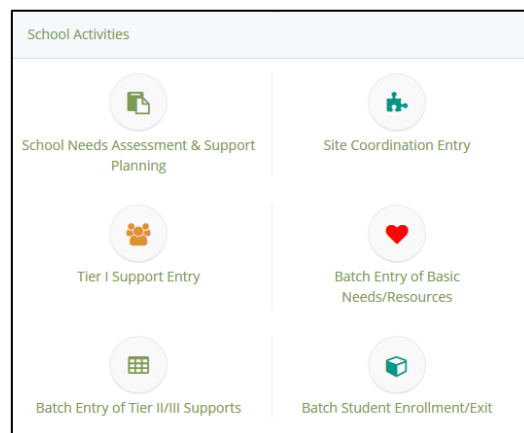 School Activities
School Needs Assessment & Support
Planning
Site Coordination Entry
Tier I Support Entry
Batch Entry of Basic
Needs/Resources
Batch Entry of Tier II/III Supports
Batch Student Enrollment/Exit